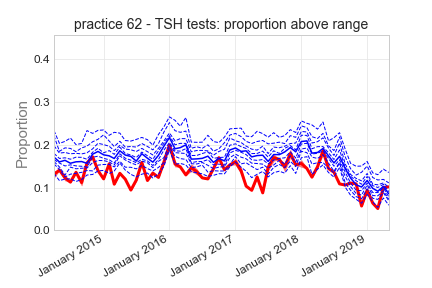 practice 62 - TSH tests: proportion above range
Proportion
0.4
0.3
0.2
0.1
0.0
January 2015
January 2016
January 2017
January 2018
January 2019